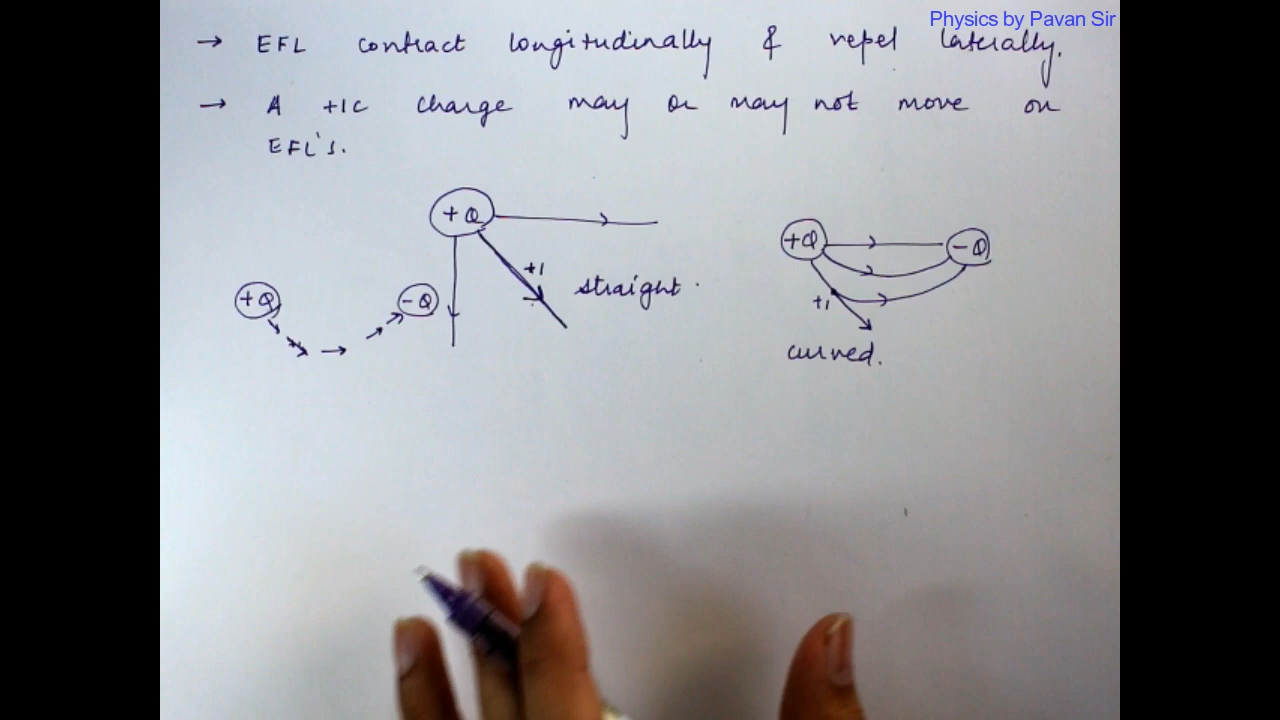 Physics by Pavan Sir
→ EFL contract longitudinally & repel laterally.
→ A +1C charge may or may not move on
EFL's.
+Q
+Q -Q
+1
straight.
+Q -Q
+1
curved.